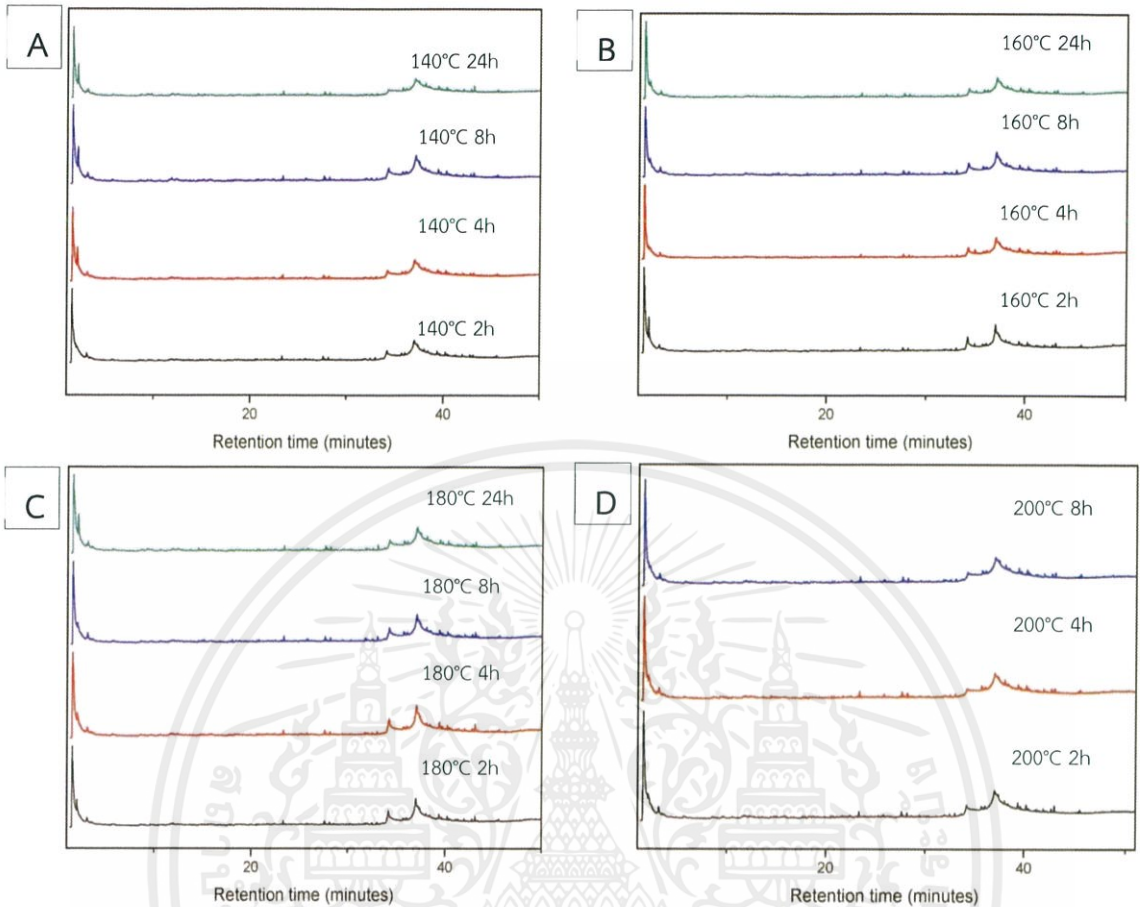 A
140°C 24h
140°C 8h
140°C 4h
140°C 2h
20
40
Retention time (minutes)
B
160°C 24h
160°C 8h
160°C 4h
160°C 2h
20
40
Retention time (minutes)
C
180°C 24h
180°C 8h
180°C 4h
180°C 2h
20
40
Retention time (minutes)
D
200°C 8h
200°C 4h
200°C 2h
20
40
Retention time (minutes)